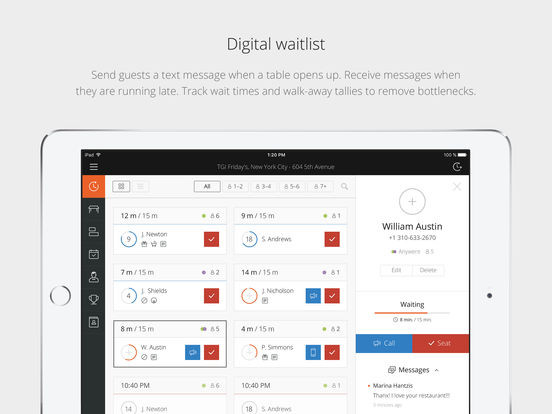 Digital waitlist
Send guests a text message when a table opens up. Receive messages when
they are running late. Track wait times and walk-away tallies to remove bottlenecks.
iPad
1:20 PM
100 %
TGI Friday's, New York City - 604 5th Avenue
All
1-2
3-4
5-6
7+
12 m / 15 m
6
9
J. Newton
9 m / 15 m
1
18
S. Andrews
7 m / 15 m
2
4
J. Shields
14 m / 15 m
1
J. Nicholson
8 m / 15 m
5
W. Austin
4 m / 15 m
2
P. Simmons
10:40 PM
8
14
J. Newton
10:40 PM
1
18
S. Andrews
William Austin
+1 310-633-2670
Anywere
5
Edit
Delete
Waiting
8 min / 15 min
Call
Seat
Messages
Marina Hantzis
Thanx! I love your restaurant!!!
9 minutes ago